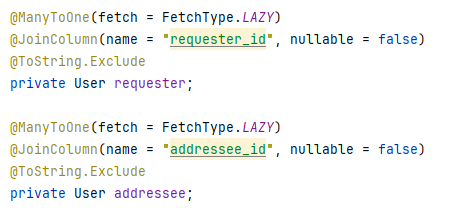 @ManyToOne(fetch = FetchType.LAZY)
@JoinColumn(name = "requester_id", nullable = false)
@ToString.Exclude
private User requester;
@ManyToOne(fetch = FetchType.LAZY)
@JoinColumn(name = "addressee_id", nullable = false)
@ToString.Exclude
private User addressee;